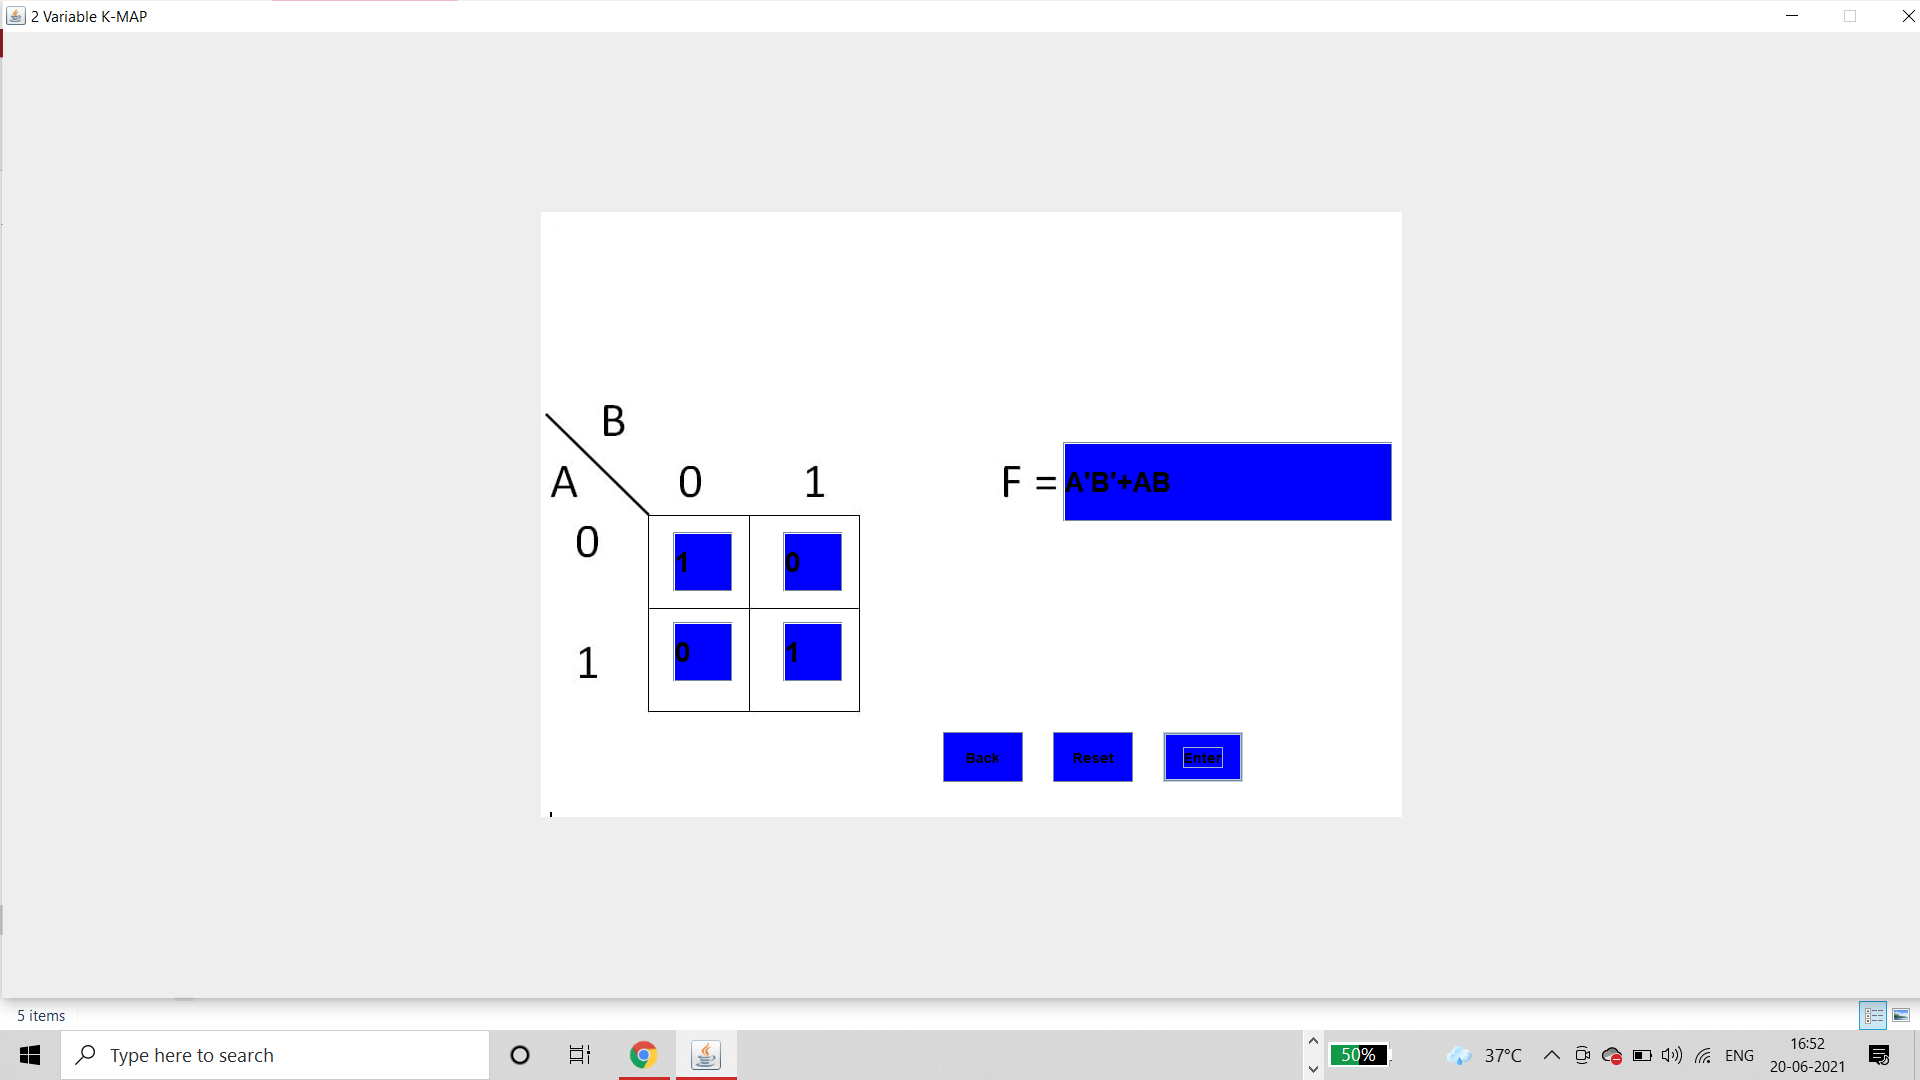 2 Variable K-MAP
B
A 0 1
F = A'B'+AB
0 1 0
1 0 1
Back Reset Enter
5 items
Type here to search
50%
37°C
ENG
16:52
20-06-2021